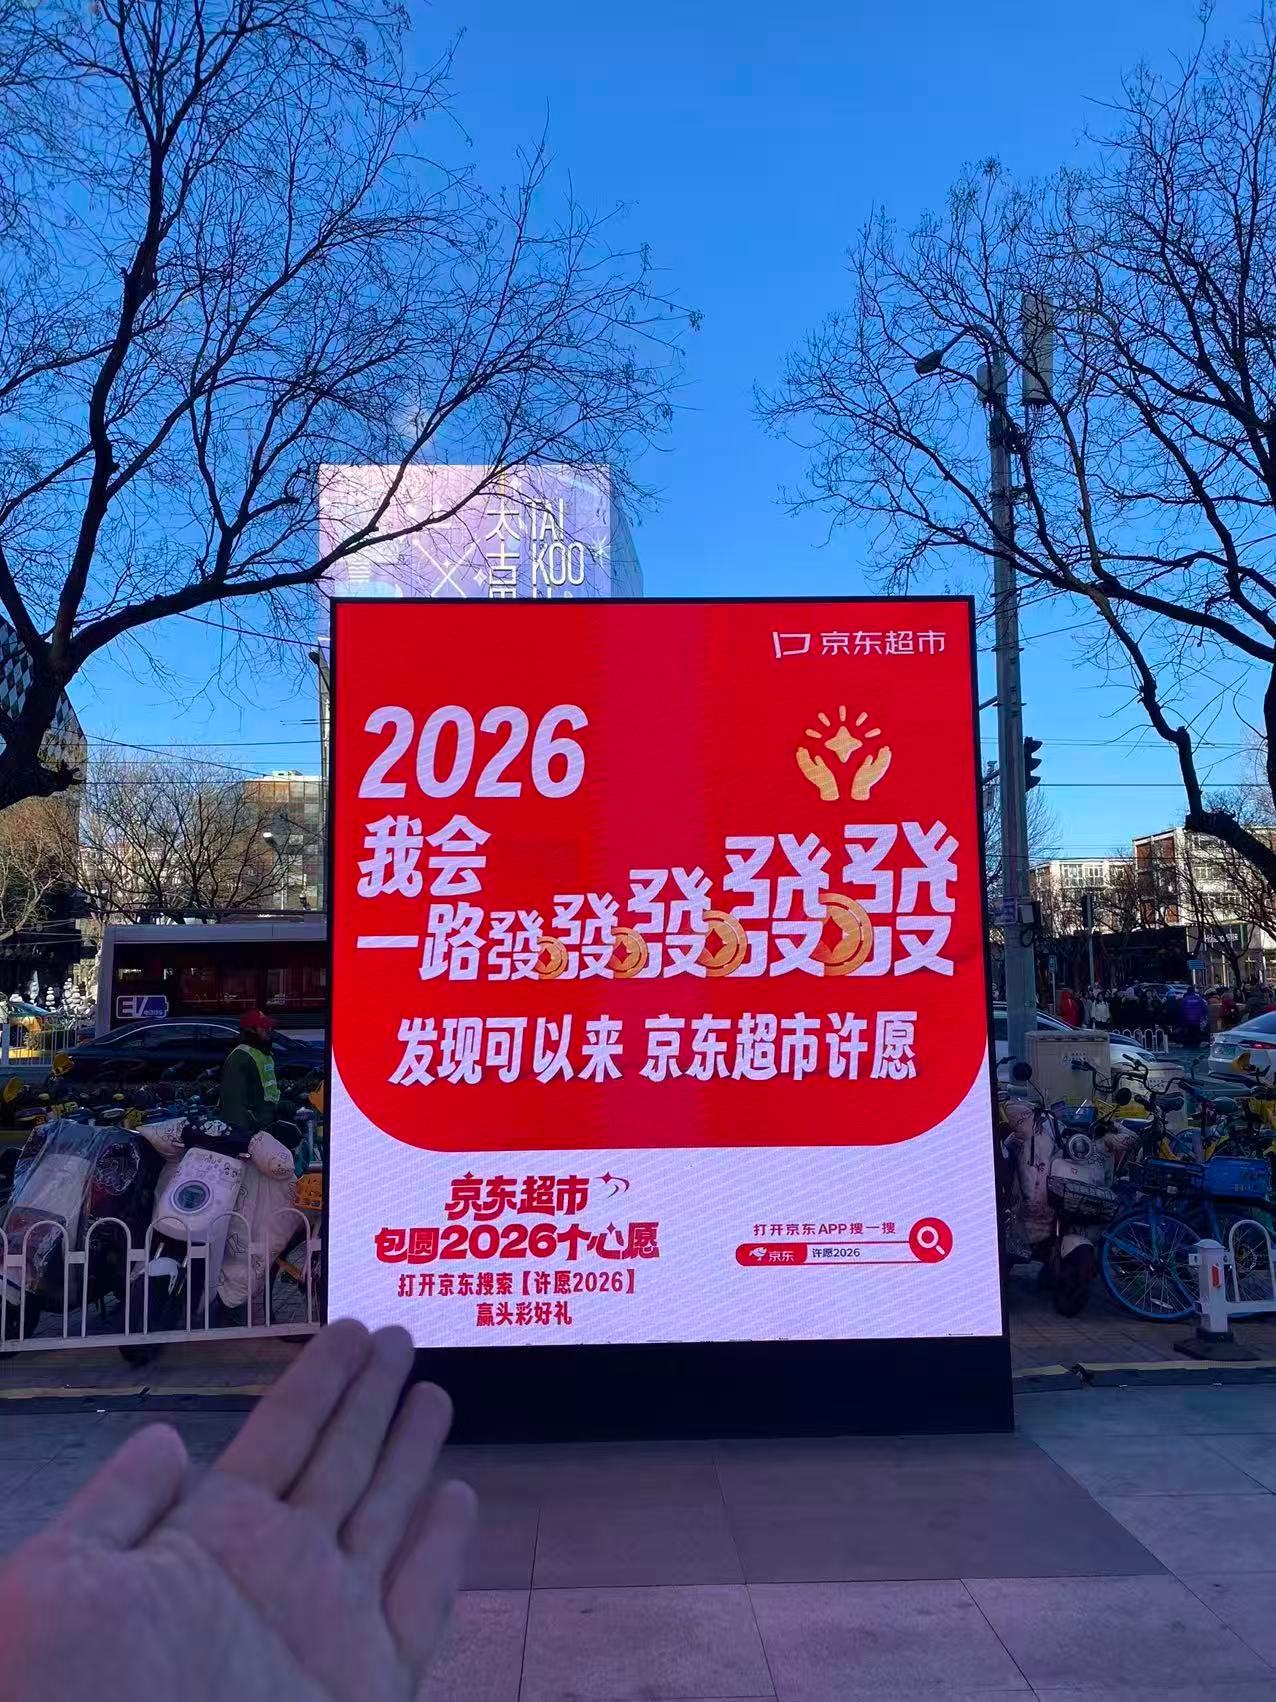 太古里
TAI
KOO
LI
京东超市
2026
我会
一路發發發發發
发现可以来 京东超市许愿
京东超市
包圆2026个心愿
打开京东搜索【许愿2026】
赢头彩好礼
打开京东APP搜一搜
京东 许愿2026
EV